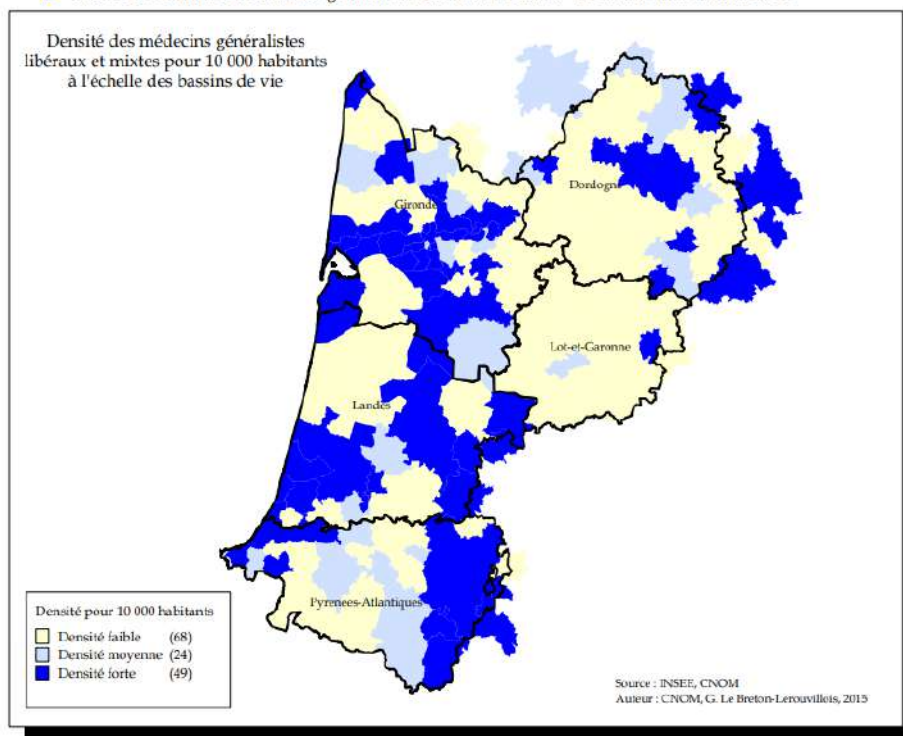 Densité des médecins généralistes
libéraux et mixtes pour 10 000 habitants
à l'échelle des bassins de vie
Dordogne
Gironde
Lot-et-Garonne
Landes
Pyrenees-Atlantiques
Densité pour 10 000 habitants
Densité faible (68)
Densité moyenne (24)
Densité forte (49)
Source : INSEE, CNOM
Auteur : CNOM, G. Le Breton-Lerouvillois, 2015